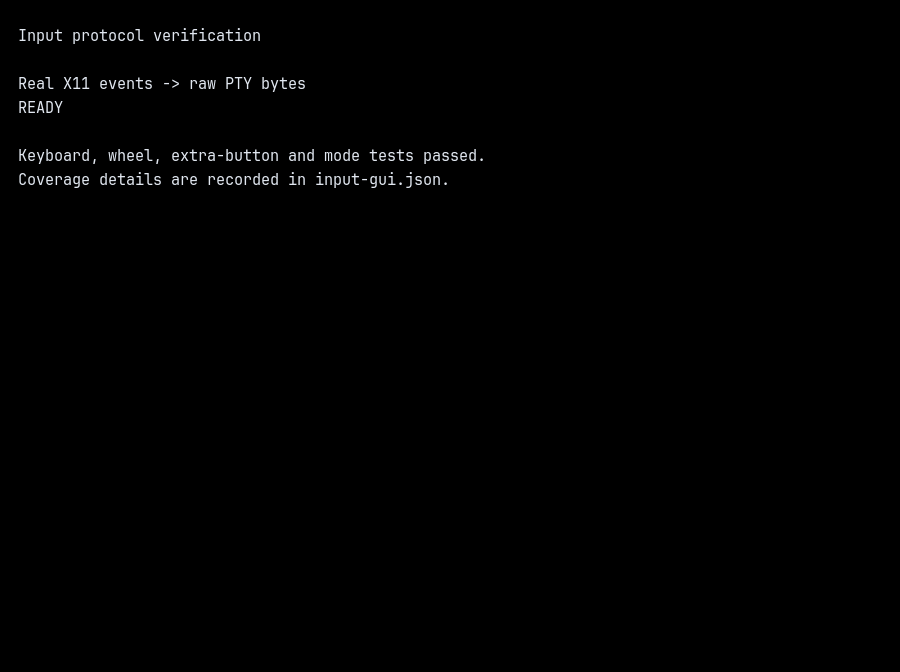 Input protocol verification
Real X11 events -> raw PTY bytes
READY
Keyboard, wheel, extra-button and mode tests passed.
Coverage details are recorded in input-gui.json.